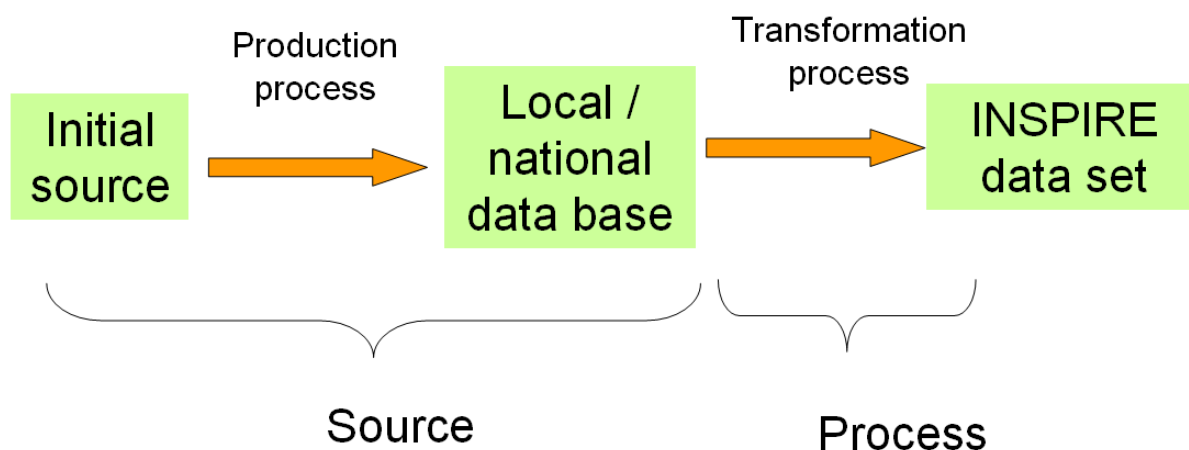 Production
process
Transformation
process
Initial
source
Local /
national
data base
INSPIRE
data set
Source
Process